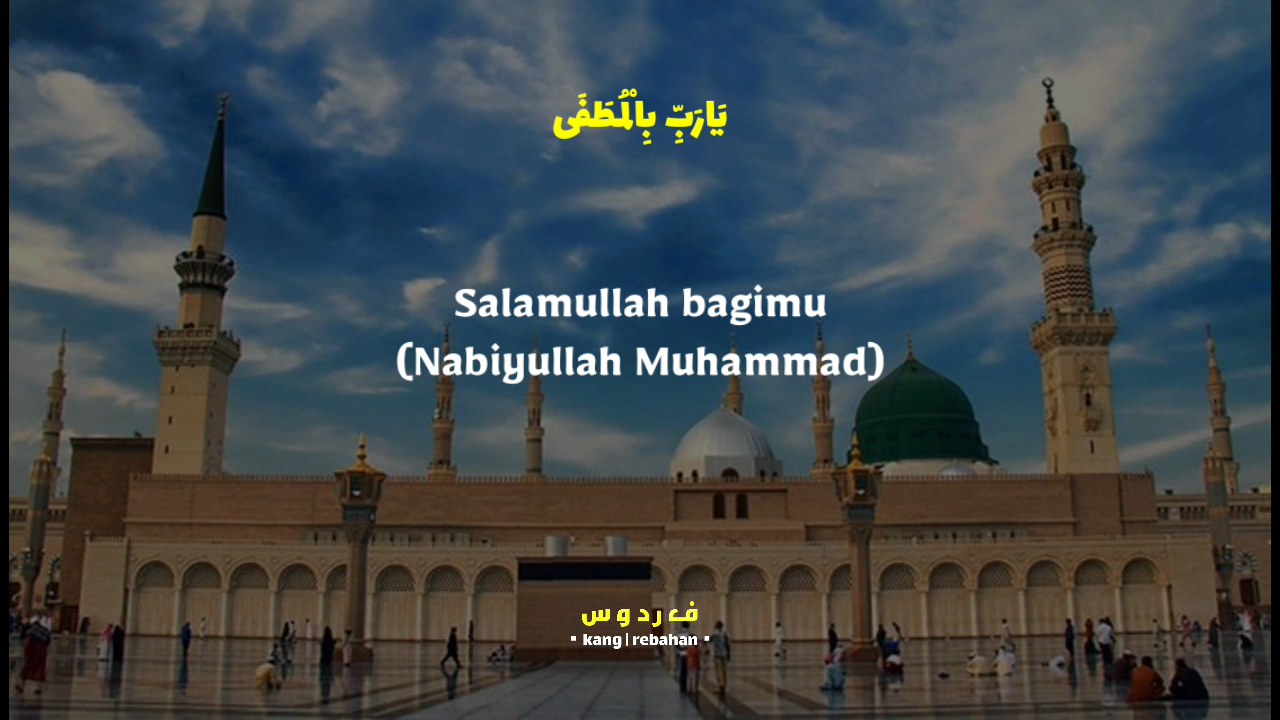 يَارَبِّ بِالْمُطَفَى
Salamullah bagimu
(Nabiyullah Muhammad)
ف ر د و س
▪ kang | rebahan ▪